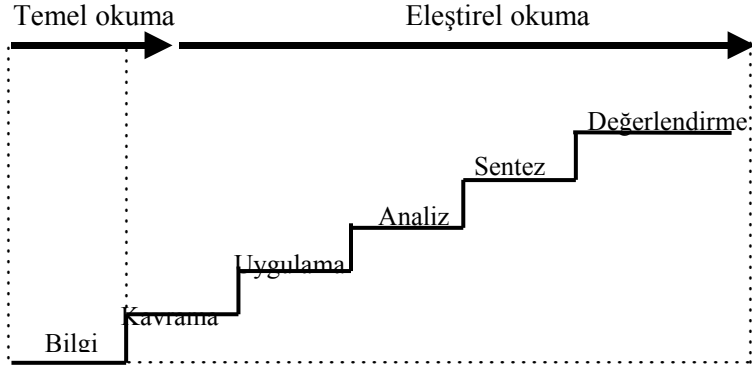 Temel okuma
Eleştirel okuma
Değerlendirme
Sentez
Analiz
Uygulama
Kavrama
Bilgi